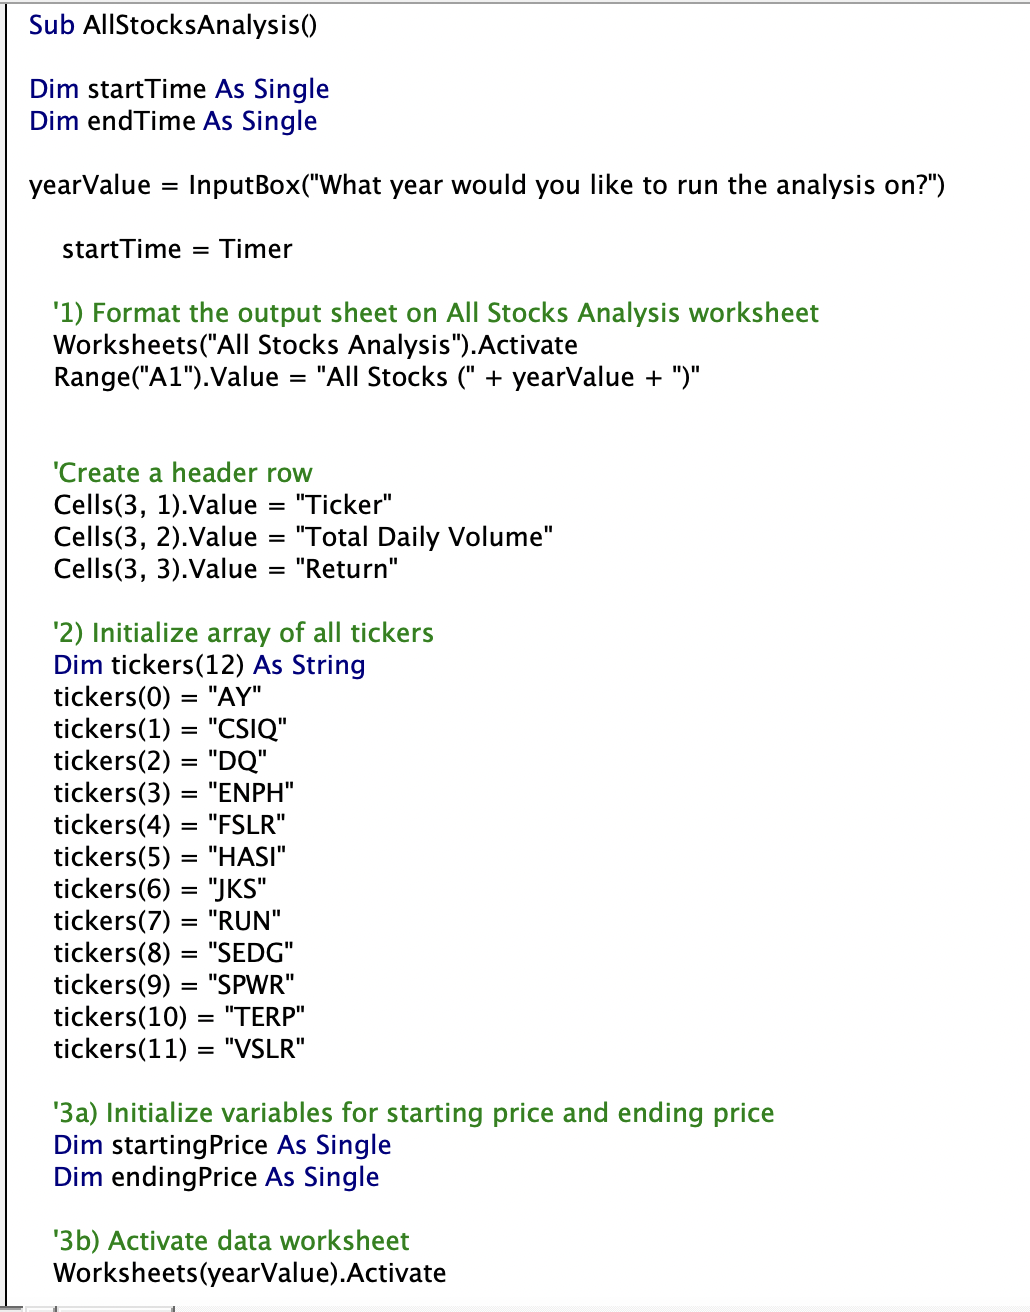 Sub AllStocksAnalysis()
Dim startTime As Single
Dim endTime As Single
yearValue = InputBox("What year would you like to run the analysis on?")
startTime = Timer
'1) Format the output sheet on All Stocks Analysis worksheet
Worksheets("All Stocks Analysis").Activate
Range("A1").Value = "All Stocks (" + yearValue + ")"
'Create a header row
Cells(3, 1).Value = "Ticker"
Cells(3, 2).Value = "Total Daily Volume"
Cells(3, 3).Value = "Return"
'2) Initialize array of all tickers
Dim tickers(12) As String
tickers(0) = "AY"
tickers(1) = "CSIQ"
tickers(2) = "DQ"
tickers(3) = "ENPH"
tickers(4) = "FSLR"
tickers(5) = "HASI"
tickers(6) = "JKS"
tickers(7) = "RUN"
tickers(8) = "SEDG"
tickers(9) = "SPWR"
tickers(10) = "TERP"
tickers(11) = "VSLR"
'3a) Initialize variables for starting price and ending price
Dim startingPrice As Single
Dim endingPrice As Single
'3b) Activate data worksheet
Worksheets(yearValue).Activate